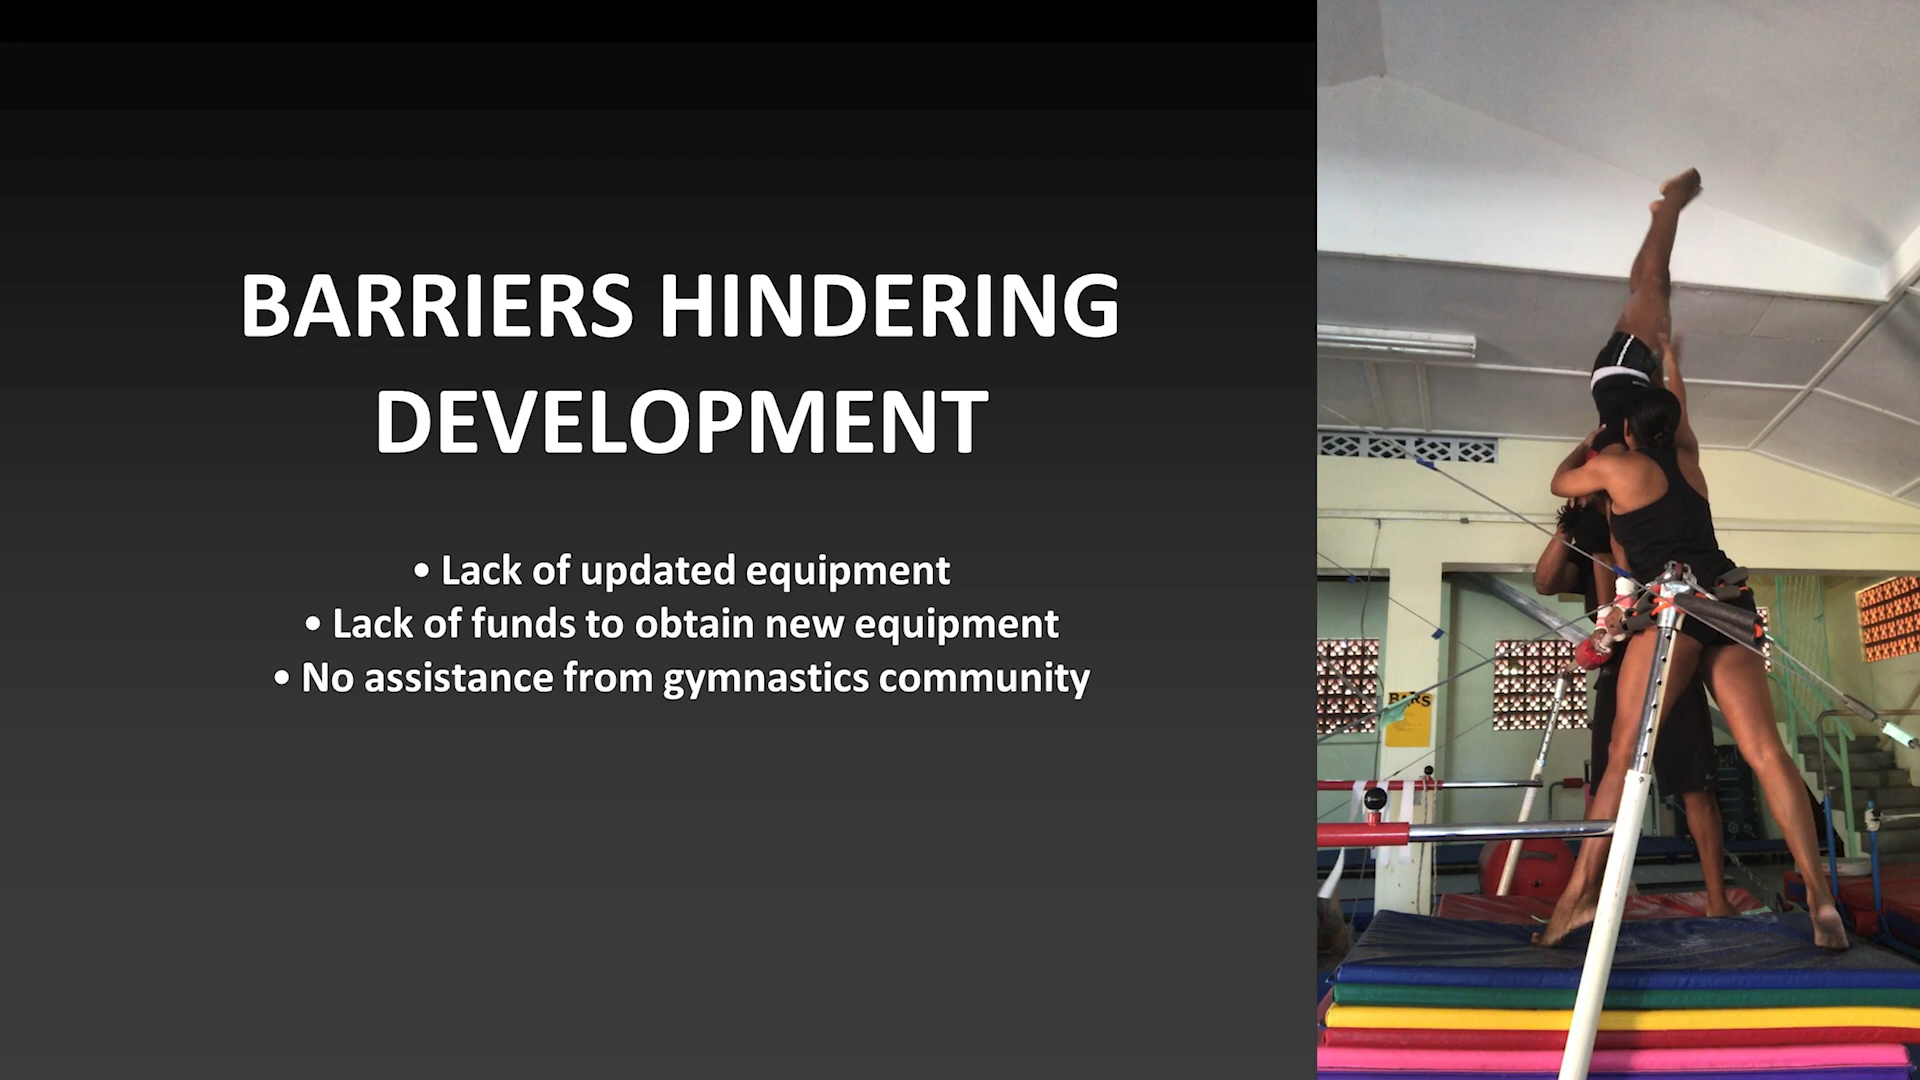 BARRIERS HINDERING
DEVELOPMENT
• Lack of updated equipment
• Lack of funds to obtain new equipment
• No assistance from gymnastics community
BARS